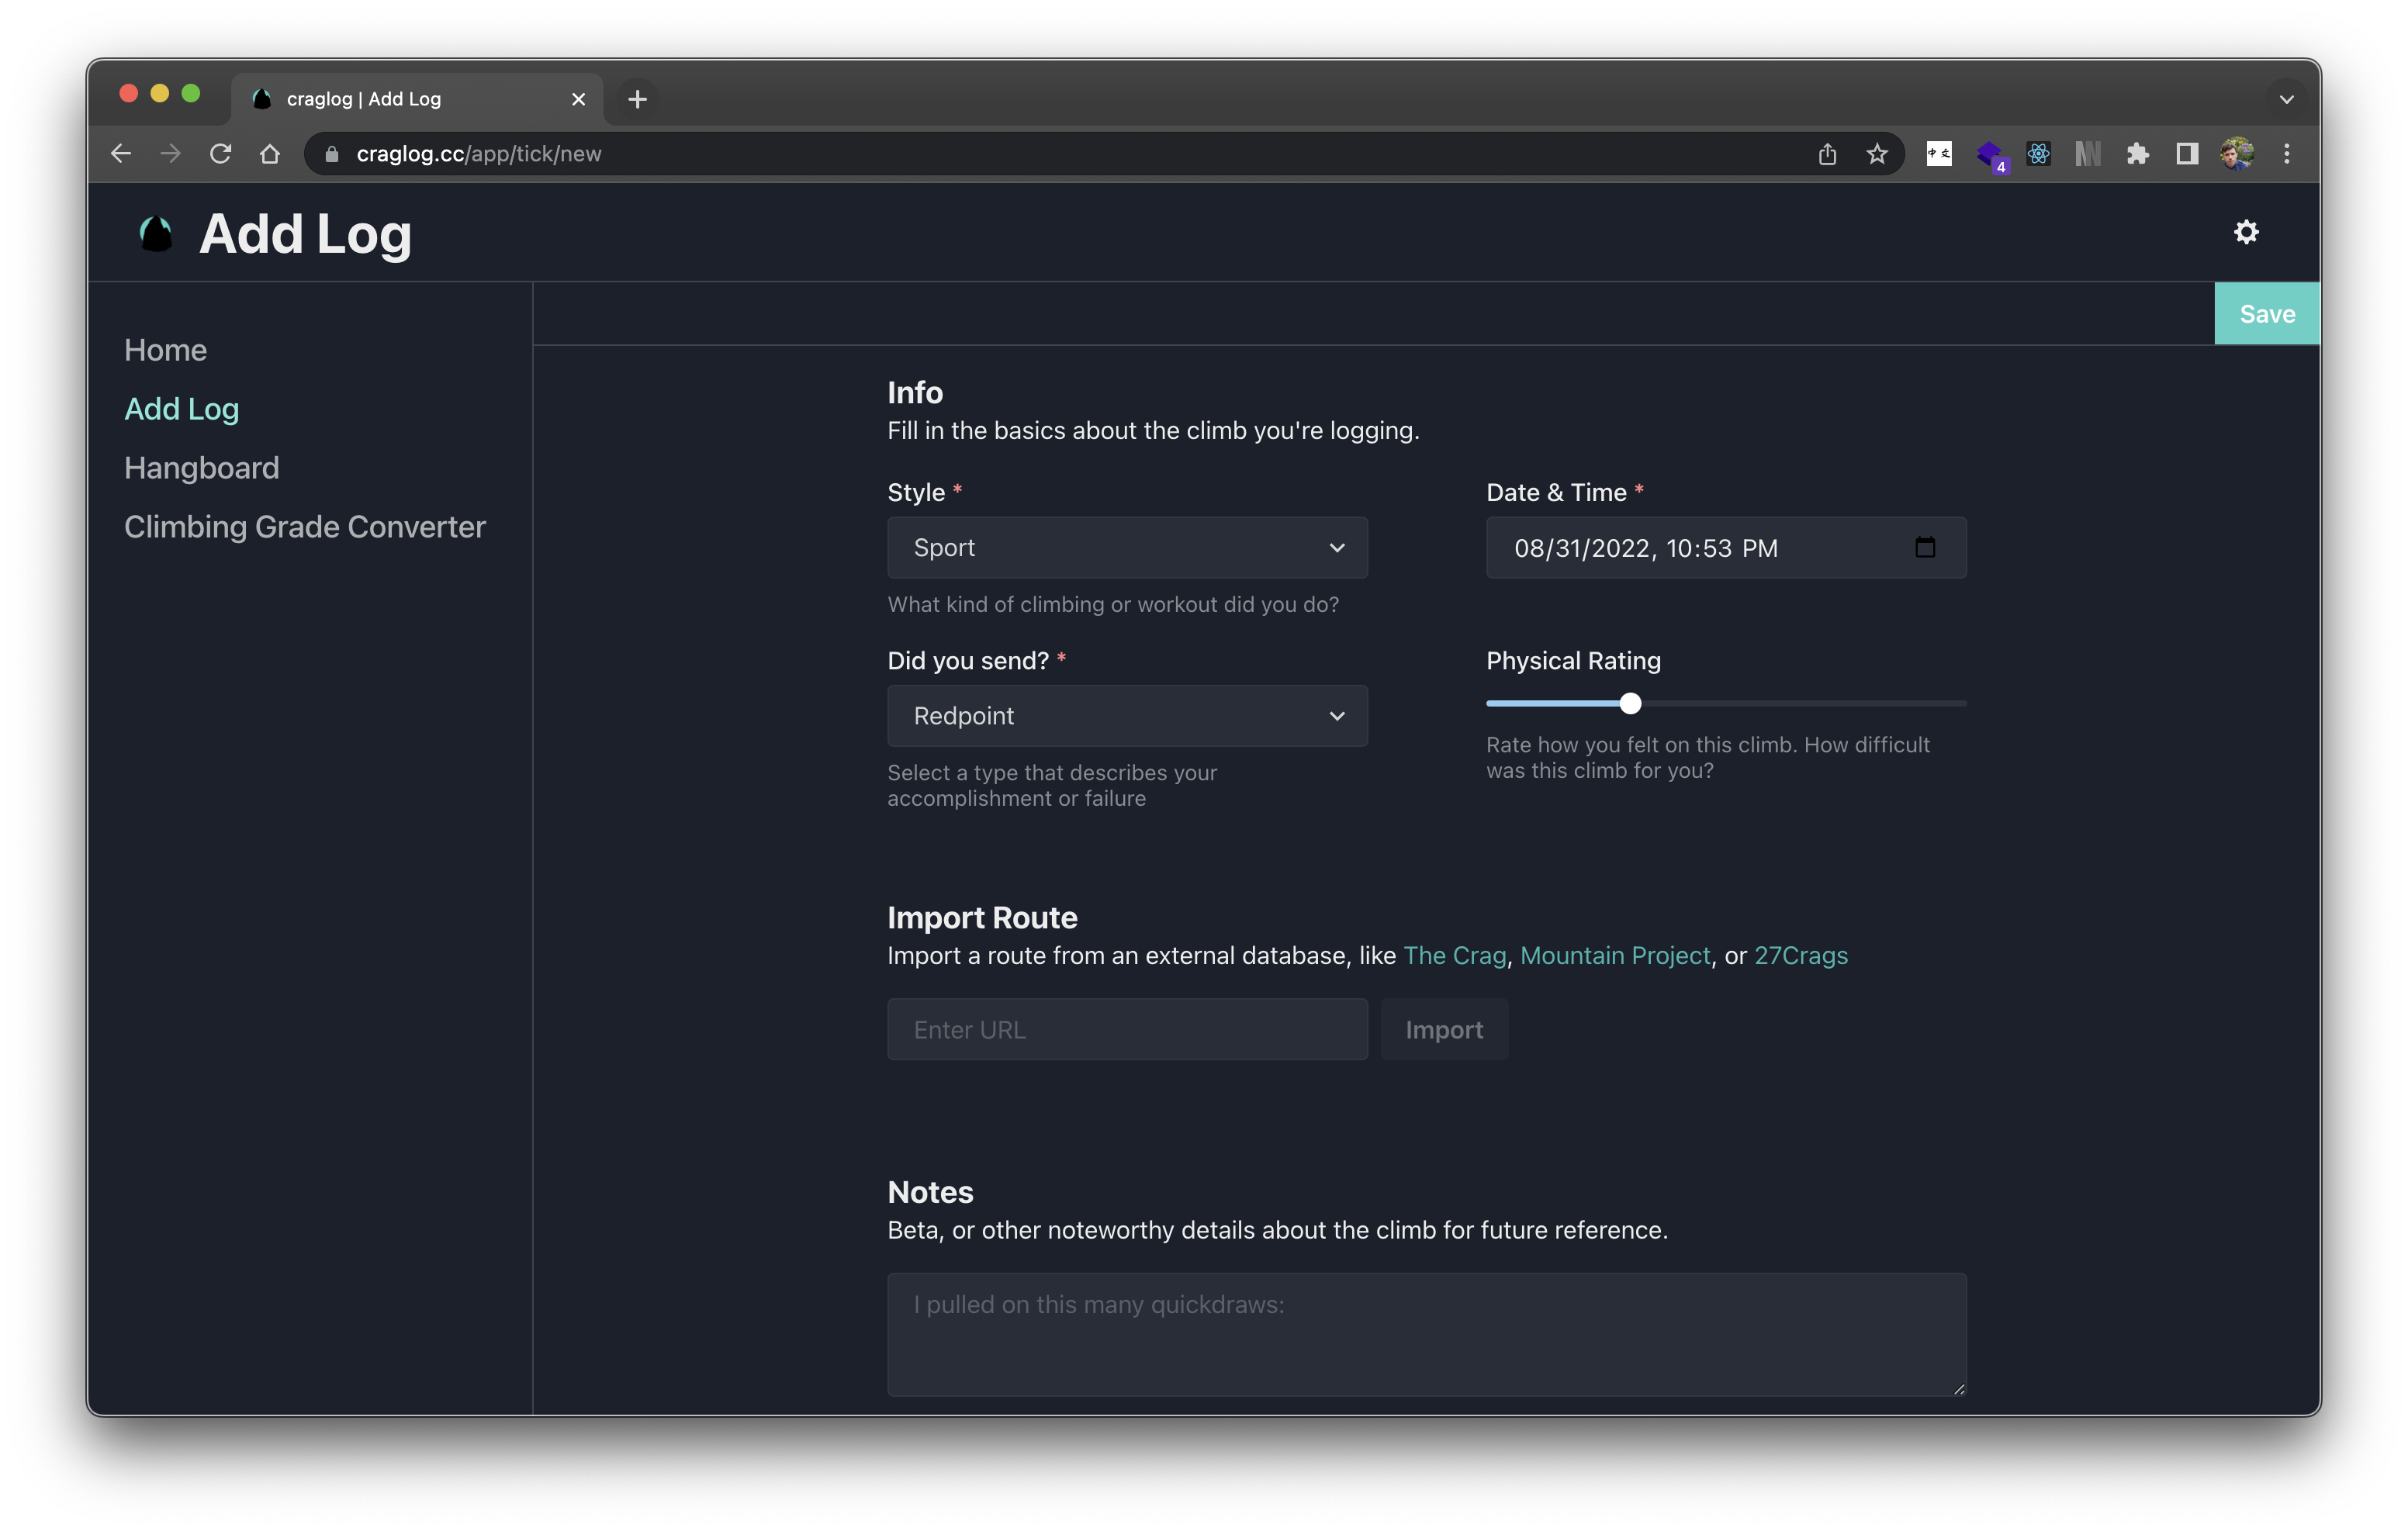 craglog | Add Log
craglog.cc/app/tick/new
中 文
4
Add Log
Save
Home
Add Log
Hangboard
Climbing Grade Converter
Info
Fill in the basics about the climb you're logging.
Style *
Date & Time *
Sport
08/31/2022, 10:53 PM
What kind of climbing or workout did you do?
Did you send? *
Physical Rating
Redpoint
Rate how you felt on this climb. How difficult
was this climb for you?
Select a type that describes your
accomplishment or failure
Import Route
Import a route from an external database, like The Crag, Mountain Project, or 27Crags
Enter URL
Import
Notes
Beta, or other noteworthy details about the climb for future reference.
I pulled on this many quickdraws: